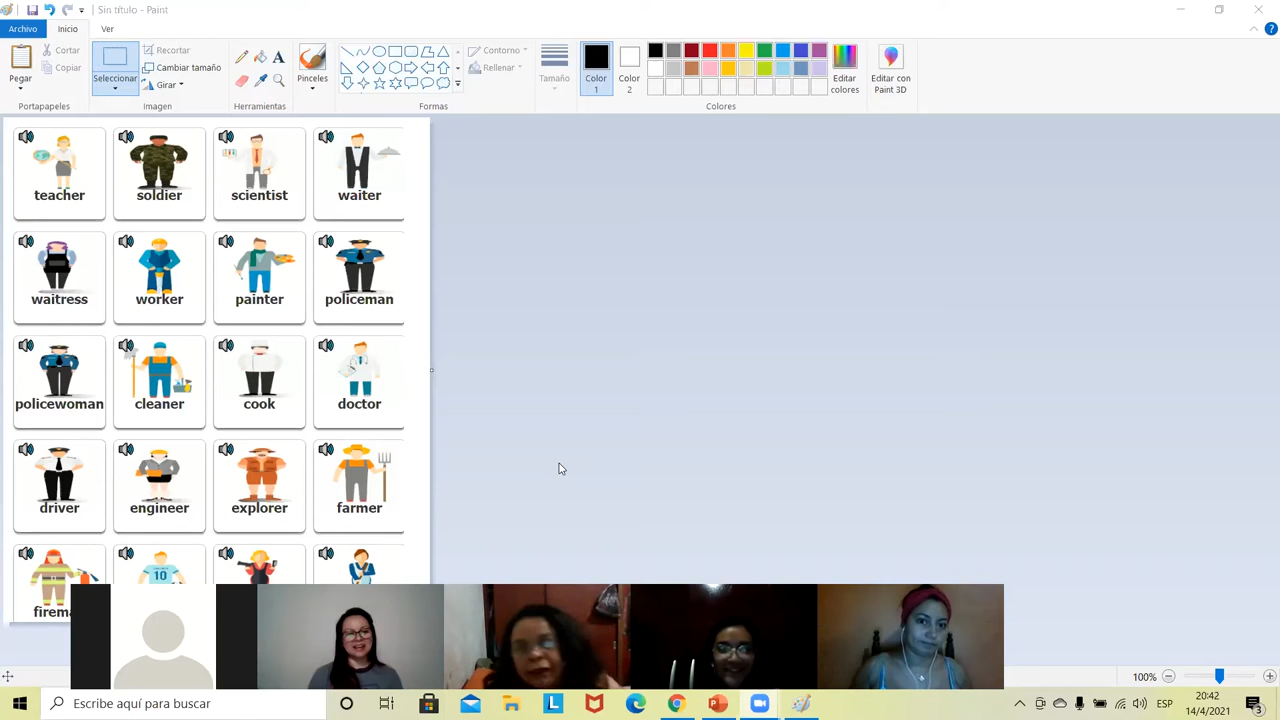 Sin título - Paint
Archivo Inicio Ver
Pegar
Cortar
Copiar
Portapapeles
Seleccionar
Recortar
Cambiar tamaño
Girar
Imagen
A
Herramientas
Pinceles
Contorno
Rellenar
Formas
Tamaño
Color 1
Color 2
Editar colores
Colores
Editar con Paint 3D
teacher soldier scientist waiter
waitress worker painter policeman
policewoman cleaner cook doctor
driver engineer explorer farmer
10
100%
Escribe aquí para buscar
ESP
20:42
14/4/2021
3